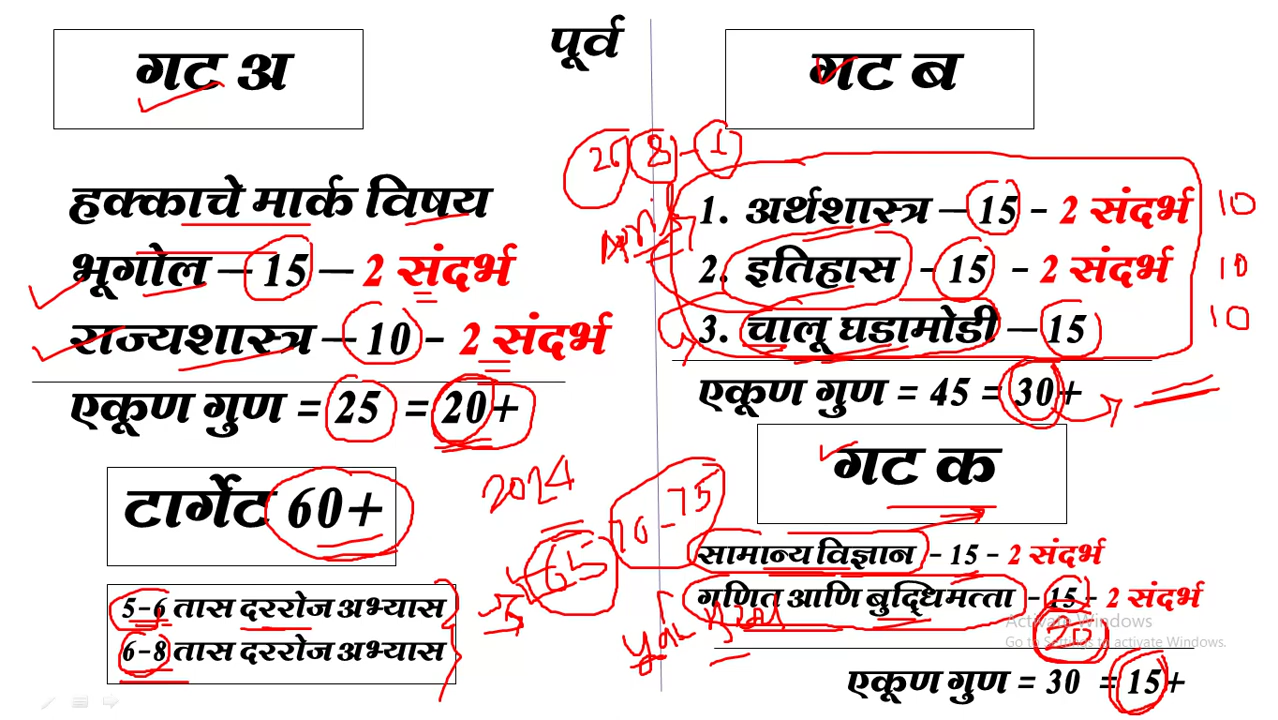 पूर्व
गट अ
हक्काचे मार्क विषय
भूगोल – 15 – 2 संदर्भ
राज्यशास्त्र – 10 - 2 संदर्भ
एकूण गुण = 25 = 20+
टार्गेट 60+
5-6 तास दररोज अभ्यास
6-8 तास दररोज अभ्यास
2024
65
70-75
गट ब
8 - 1
1. अर्थशास्त्र – 15 - 2 संदर्भ 10
2. इतिहास - 15 - 2 संदर्भ 10
3. चालू घडामोडी – 15 10
एकूण गुण = 45 = 30+
गट क
सामान्य विज्ञान - 15 - 2 संदर्भ
गणित आणि बुद्धिमत्ता - 15 - 2 संदर्भ
20
एकूण गुण = 30 = 15+
Activate Windows
Go to Settings to activate Windows.